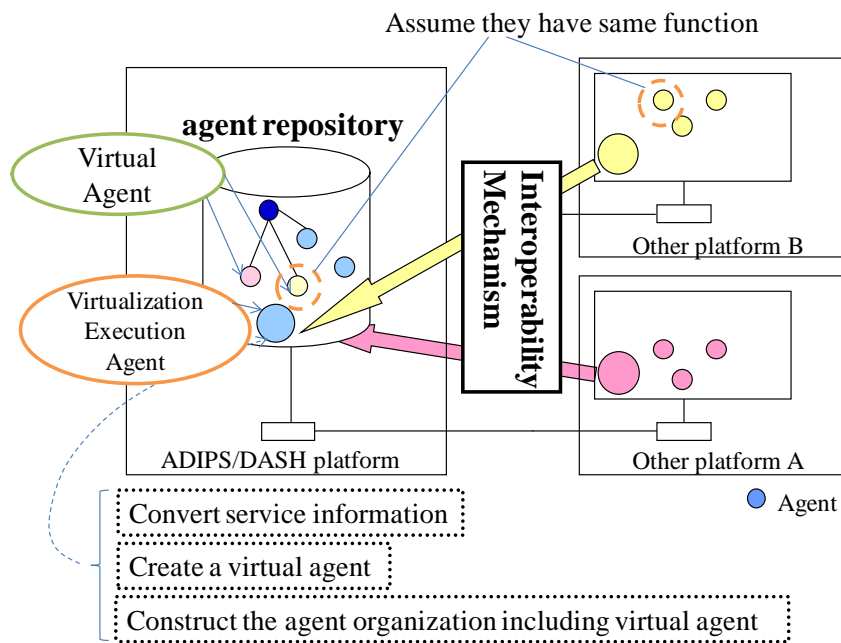 Assume they have same function
agent repository
Virtual
Agent
Virtualization
Execution
Agent
Interoperability
Mechanism
Other platform B
Other platform A
ADIPS/DASH platform
Agent
Convert service information
Create a virtual agent
Construct the agent organization including virtual agent